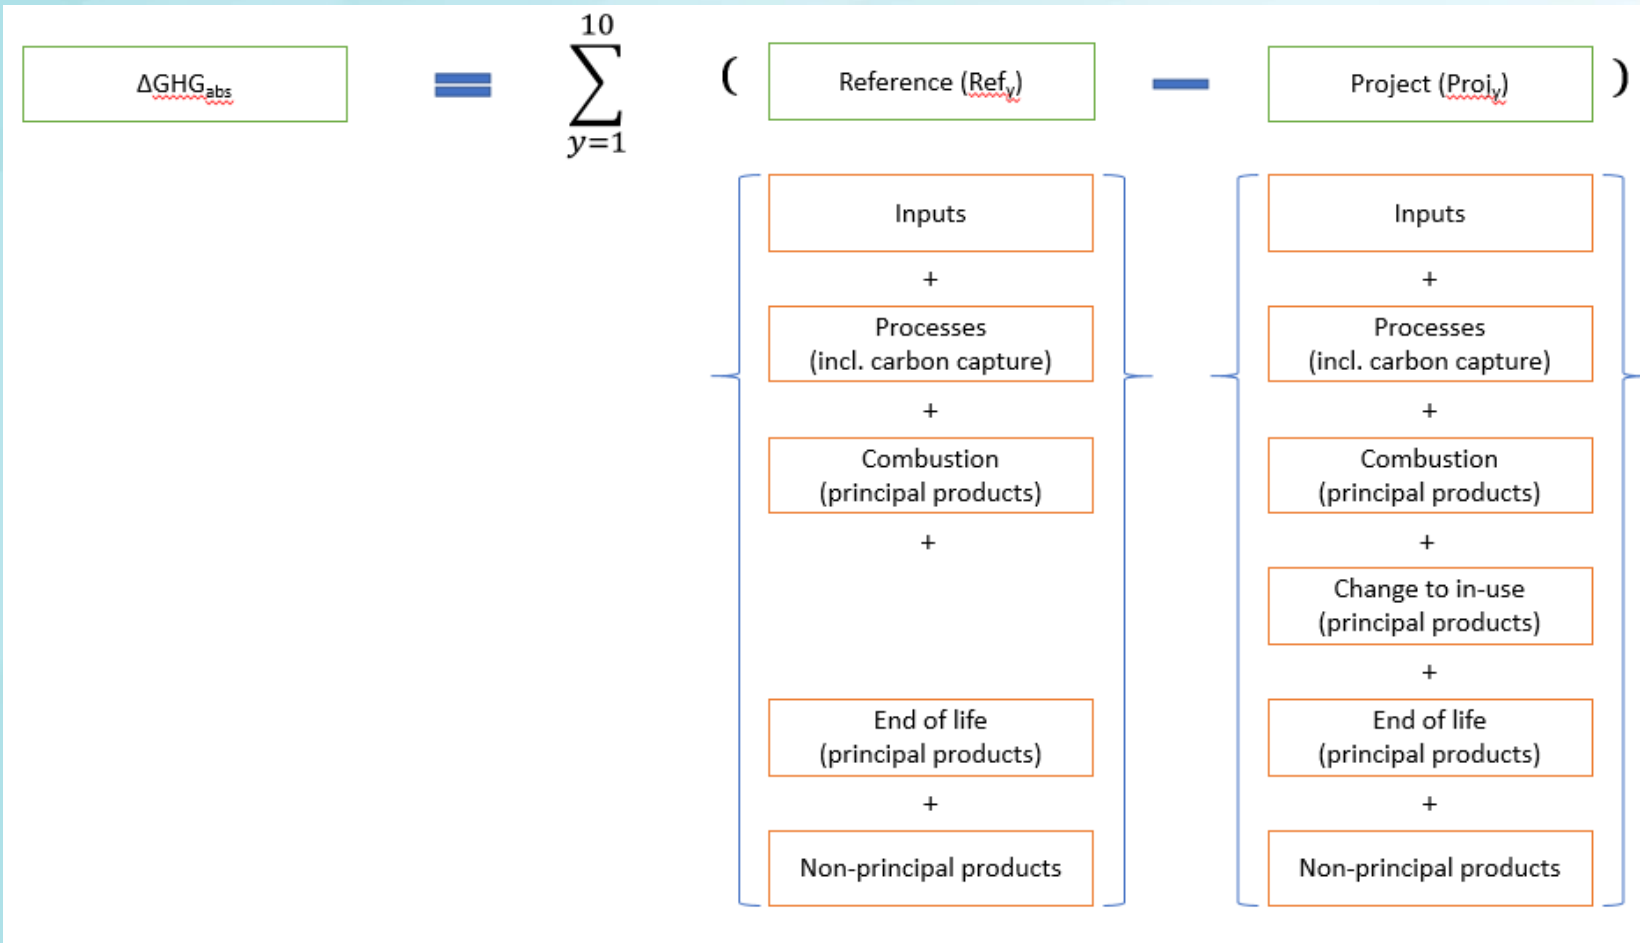 ΔGHGabs = 10 ∑ y=1 ( Reference (Refy) − Project (Projy) )
Inputs
+
Processes
(incl. carbon capture)
+
Combustion
(principal products)
+
End of life
(principal products)
+
Non-principal products
Inputs
+
Processes
(incl. carbon capture)
+
Combustion
(principal products)
+
Change to in-use
(principal products)
+
End of life
(principal products)
+
Non-principal products